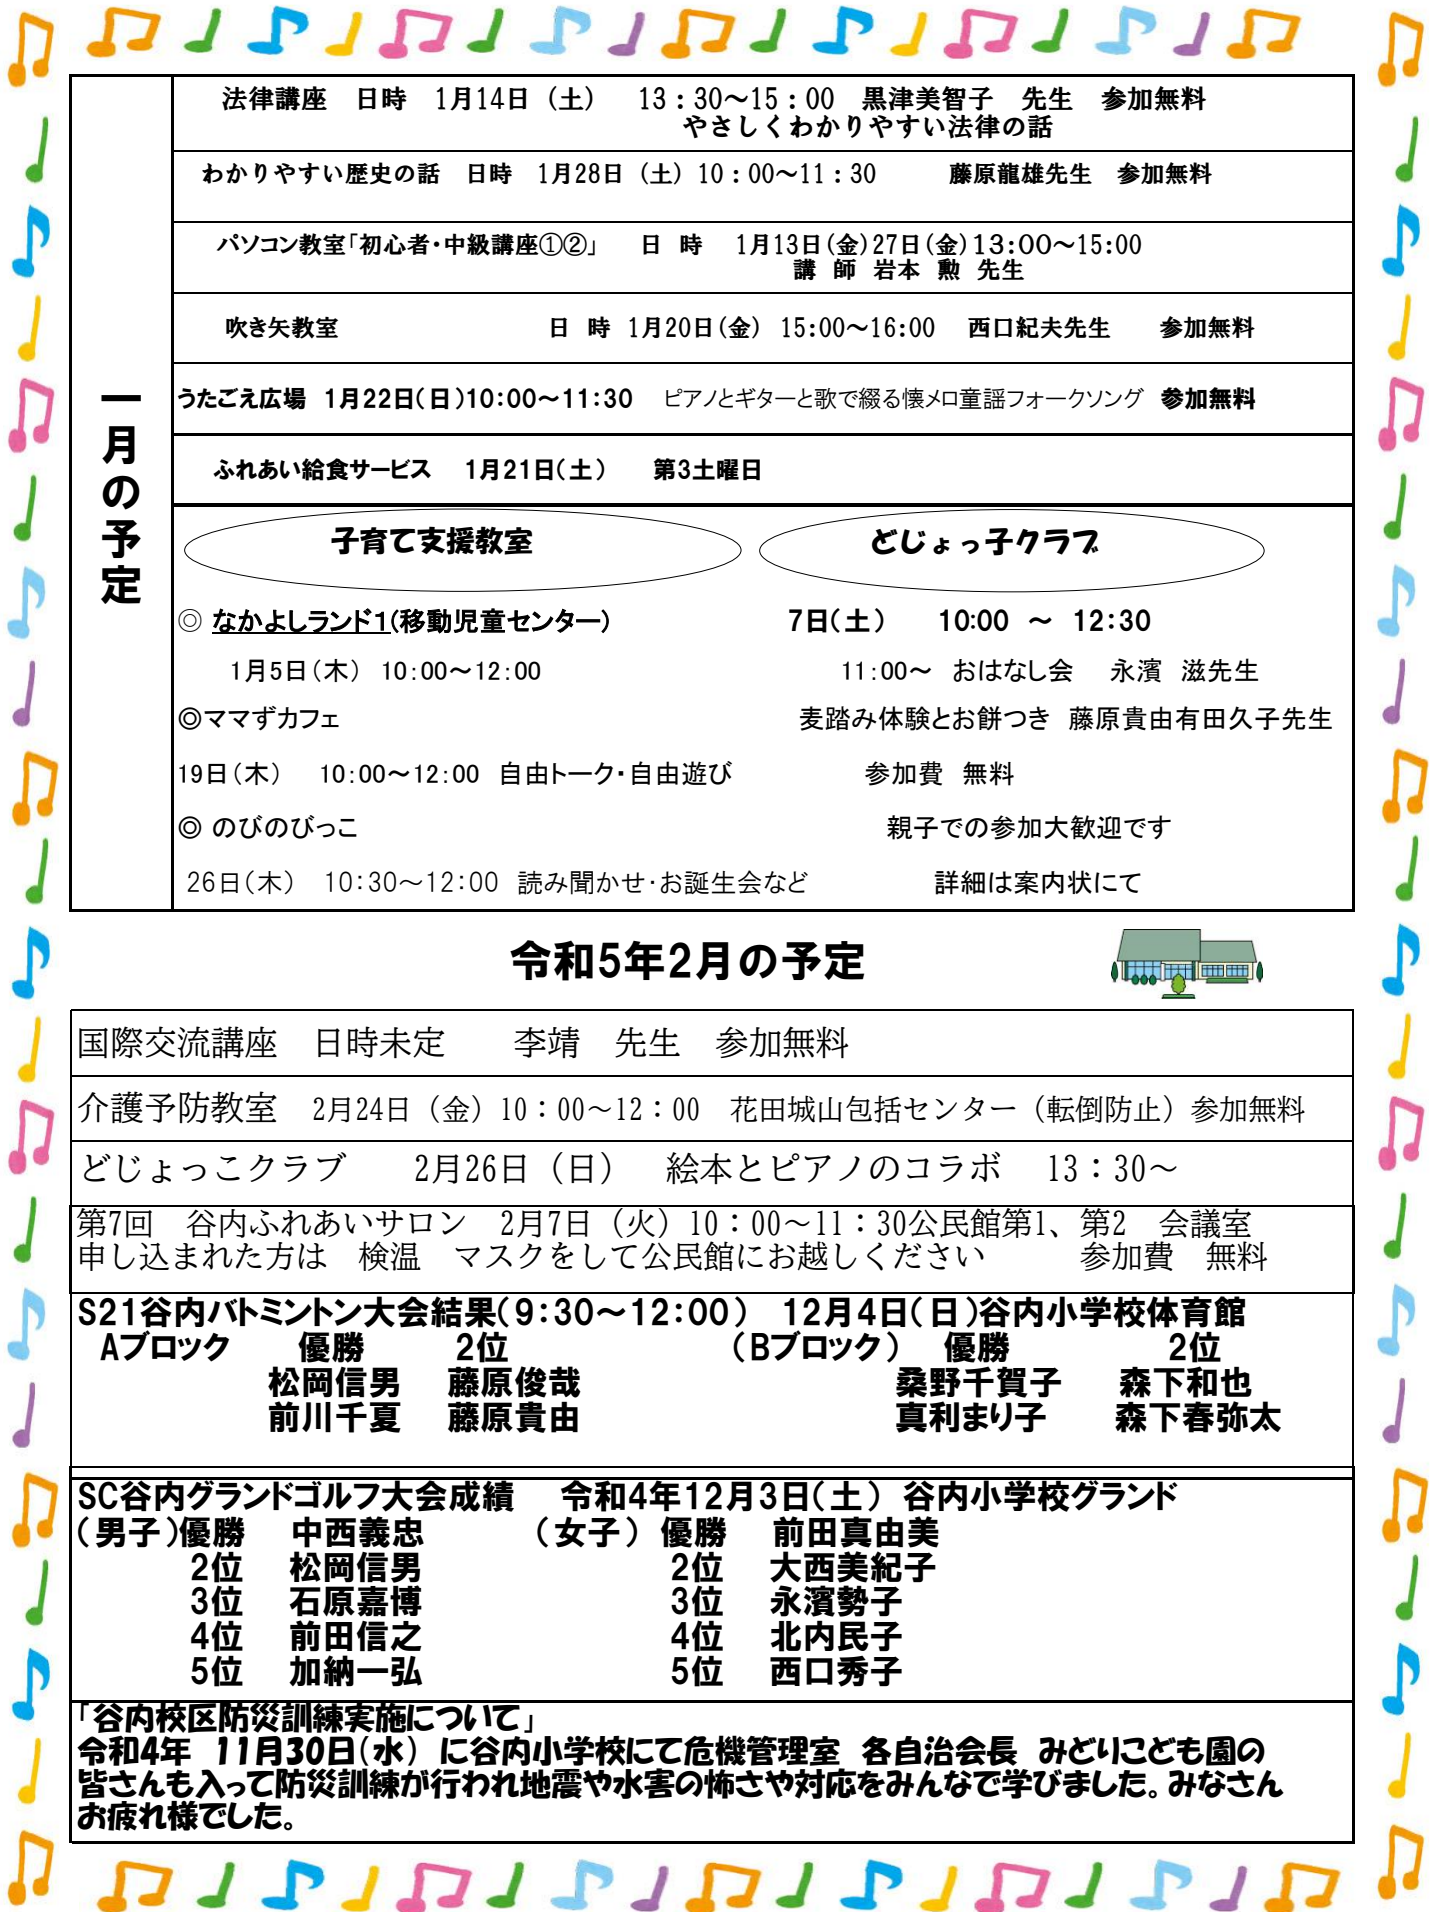 一月の予定
法律講座　日時　1月14日（土）　13：30～15：00　黒津美智子　先生　参加無料
やさしくわかりやすい法律の話
わかりやすい歴史の話　日時　1月28日（土）10：00～11：30　藤原龍雄先生　参加無料
パソコン教室「初心者・中級講座①②」　日　時　1月13日(金)27日(金)13:00～15:00
講　師　岩本　勲　先生
吹き矢教室　日　時　1月20日(金)　15:00～16:00　西口紀夫先生　参加無料
うたごえ広場　1月22日(日)10:00～11:30　ピアノとギターと歌で綴る懐メロ童謡フォークソング　参加無料
ふれあい給食サービス　1月21日(土)　第3土曜日
子育て支援教室
◎ なかよしランド1(移動児童センター)
1月5日(木)　10:00～12:00
◎ママずカフェ
19日(木)　10:00～12:00　自由トーク・自由遊び
◎ のびのびっこ
26日(木)　10:30～12:00　読み聞かせ・お誕生会など
どじょっ子クラブ
7日(土)　10:00　～　12:30
11:00～　おはなし会　永濱　滋先生
麦踏み体験とお餅つき　藤原貴由有田久子先生
参加費　無料
親子での参加大歓迎です
詳細は案内状にて
令和5年2月の予定
国際交流講座　日時未定　李靖　先生　参加無料
介護予防教室　2月24日（金）10：00～12：00　花田城山包括センター（転倒防止）参加無料
どじょっこクラブ　2月26日（日）　絵本とピアノのコラボ　13：30～
第7回　谷内ふれあいサロン　2月7日（火）10：00～11：30公民館第1、第2　会議室
申し込まれた方は　検温　マスクをして公民館にお越しください　参加費　無料
S21谷内バトミントン大会結果(9:30～12:00)　12月4日(日)谷内小学校体育館
Aブロック　優勝　2位　(Bブロック)　優勝　2位
松岡信男　藤原俊哉　桑野千賀子　森下和也
前川千夏　藤原貴由　真利まり子　森下春弥太
SC谷内グランドゴルフ大会成績　令和4年12月3日(土)　谷内小学校グランド
(男子)優勝　中西義忠　(女子)　優勝　前田真由美
2位　松岡信男　2位　大西美紀子
3位　石原嘉博　3位　永濱勢子
4位　前田信之　4位　北内民子
5位　加納一弘　5位　西口秀子
「谷内校区防災訓練実施について」
令和4年　11月30日(水)　に谷内小学校にて危機管理室　各自治会長　みどりこども園の
皆さんも入って防災訓練が行われ地震や水害の怖さや対応をみんなで学びました。みなさん
お疲れ様でした。